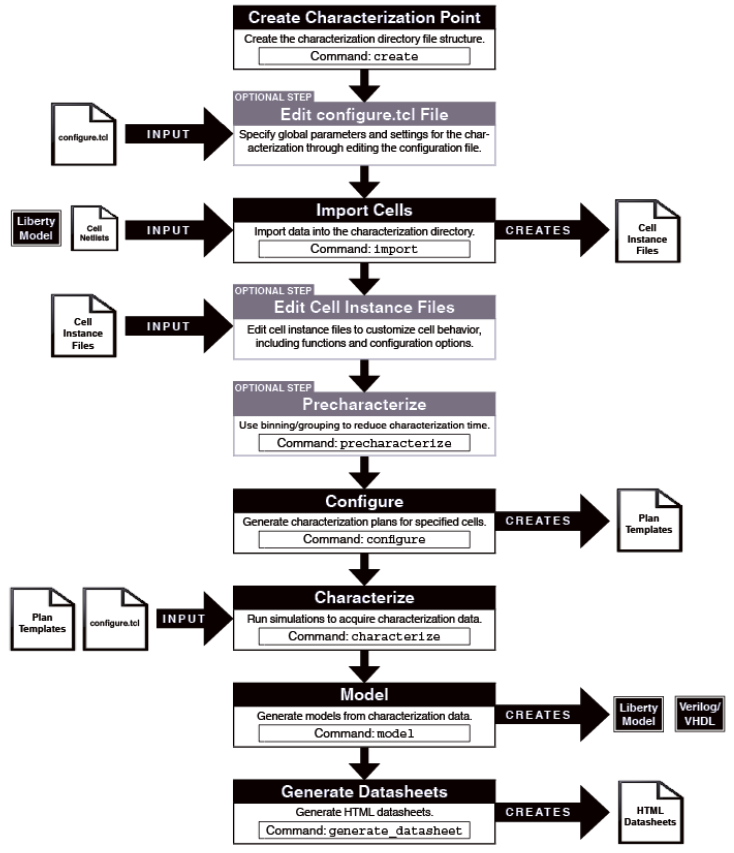 Create Characterization Point
Create the characterization directory file structure.
Command: create
OPTIONAL STEP
Edit configure.tcl File
configure.tcl
INPUT
Specify global parameters and settings for the char-
acterization through editing the configuration file.
Import Cells
Liberty
Model
Cell
Netlists
INPUT
Import data into the characterization directory.
Command: import
CREATES
Cell
Instance
Files
OPTIONAL STEP
Edit Cell Instance Files
Cell
Instance
Files
INPUT
Edit cell instance files to customize cell behavior,
including functions and configuration options.
OPTIONAL STEP
Precharacterize
Use binning/grouping to reduce characterization time.
Command: precharacterize
Configure
Generate characterization plans for specified cells.
Command: configure
CREATES
Plan
Templates
Characterize
Plan
Templates
configure.tcl
INPUT
Run simulations to acquire characterization data.
Command: characterize
Model
Generate models from characterization data.
Command: model
CREATES
Liberty
Model
Verilog/
VHDL
Generate Datasheets
Generate HTML datasheets.
Command: generate_datasheet
CREATES
HTML
Datasheets